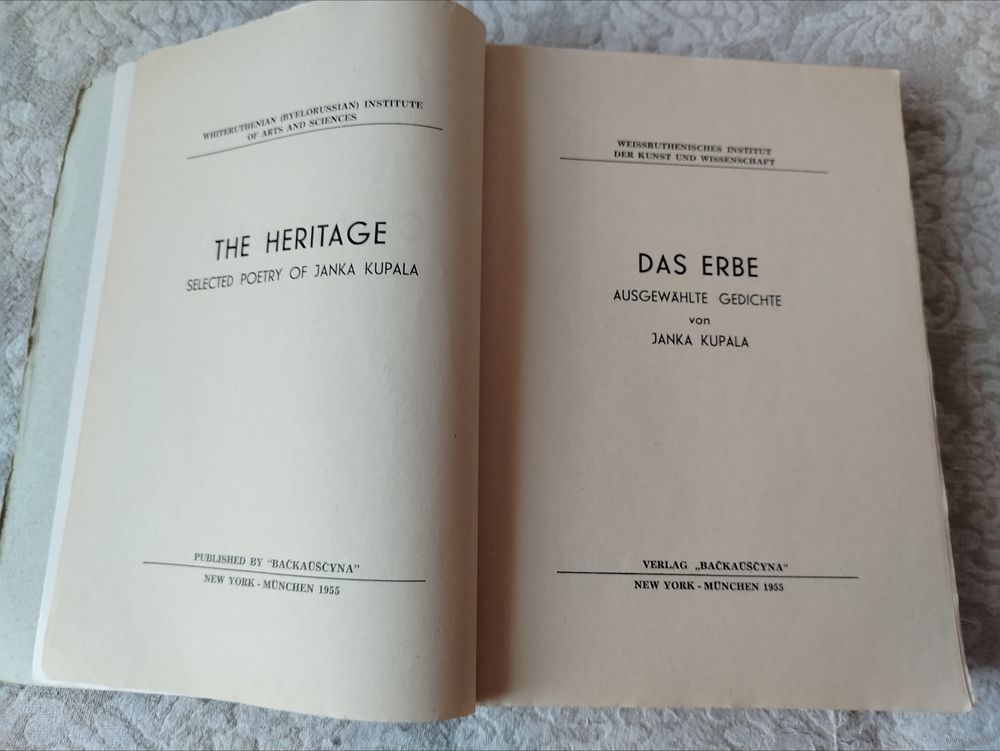 WHITERUTHENIAN (BYELORUSSIAN) INSTITUTE
OF ARTS AND SCIENCES
THE HERITAGE
SELECTED POETRY OF JANKA KUPALA
PUBLISHED BY "BAČKAŬŠČYNA"
NEW YORK - MÜNCHEN 1955
WEISSRUTHENISCHES INSTITUT
DER KUNST UND WISSENSCHAFT
DAS ERBE
AUSGEWÄHLTE GEDICHTE
von
JANKA KUPALA
VERLAG „BAČKAUŠČYNA"
NEW YORK - MÜNCHEN 1955